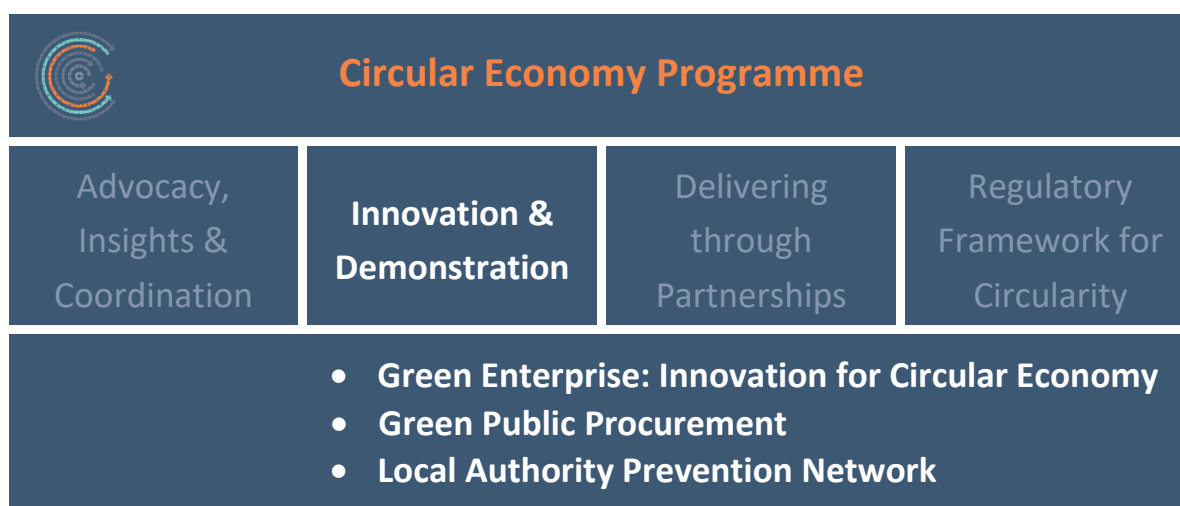 Circular Economy Programme
Advocacy,
Insights &
Coordination
Innovation &
Demonstration
Delivering
through
Partnerships
Regulatory
Framework for
Circularity
• Green Enterprise: Innovation for Circular Economy
• Green Public Procurement
• Local Authority Prevention Network